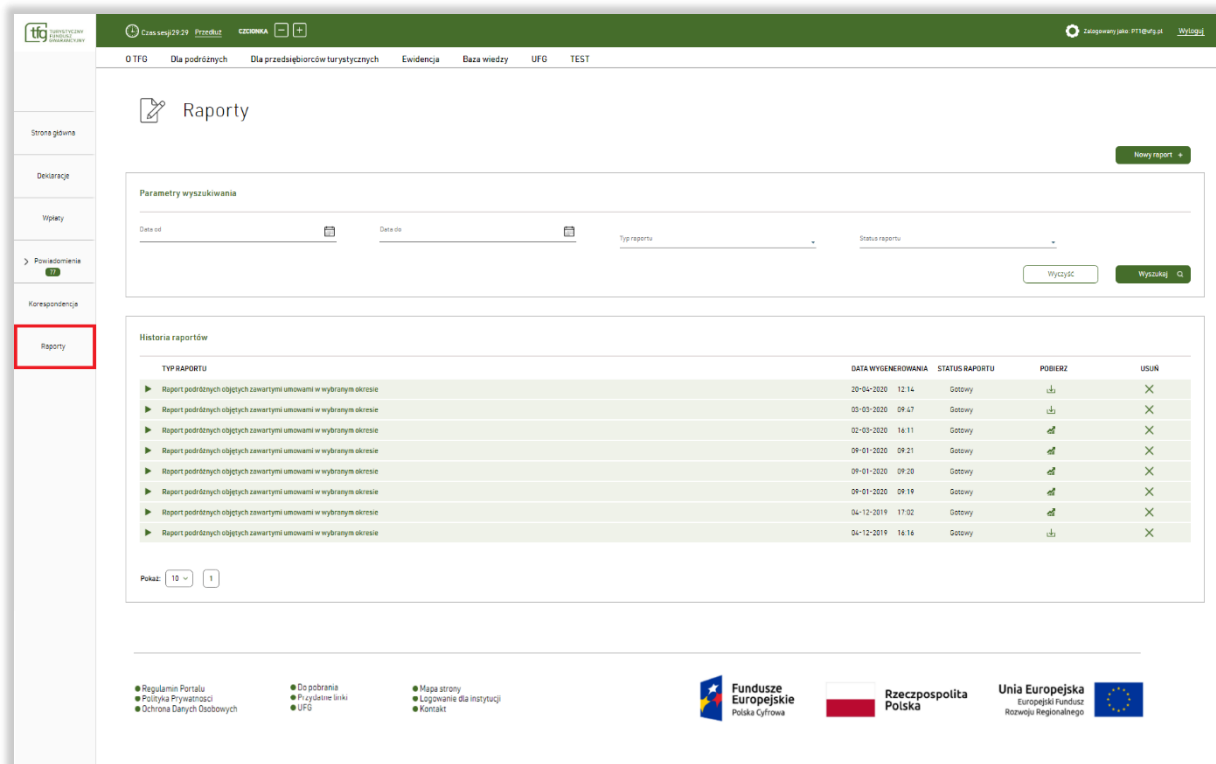 tfg TURYSTYCZNY
FUNDUSZ
GWARANCYJNY
Czas sesji 29:29 Przedłuż CZCIONKA
Zalogowany jako: PT1@ufg.pl Wyloguj
O TFG Dla podróżnych Dla przedsiębiorców turystycznych Ewidencja Baza wiedzy UFG TEST
Strona główna
Deklaracje
Wpłaty
Powiadomienia
77
Korespondencja
Raporty
Raporty
Nowy raport +
Parametry wyszukiwania
Data od Data do Typ raportu Status raportu
Wyczyść Wyszukaj
Historia raportów
TYP RAPORTU DATA WYGENEROWANIA STATUS RAPORTU POBIERZ USUŃ
Raport podróżnych objętych zawartymi umowami w wybranym okresie 20-04-2020 12:14 Gotowy
Raport podróżnych objętych zawartymi umowami w wybranym okresie 03-03-2020 09:47 Gotowy
Raport podróżnych objętych zawartymi umowami w wybranym okresie 02-03-2020 16:11 Gotowy
Raport podróżnych objętych zawartymi umowami w wybranym okresie 09-01-2020 09:21 Gotowy
Raport podróżnych objętych zawartymi umowami w wybranym okresie 09-01-2020 09:20 Gotowy
Raport podróżnych objętych zawartymi umowami w wybranym okresie 09-01-2020 09:19 Gotowy
Raport podróżnych objętych zawartymi umowami w wybranym okresie 04-12-2019 17:02 Gotowy
Raport podróżnych objętych zawartymi umowami w wybranym okresie 04-12-2019 16:16 Gotowy
Pokaż: 10 1
Regulamin Portalu
Polityka Prywatnosci
Ochrona Danych Osobowych
Do pobrania
Przydatne linki
UFG
Mapa strony
Logowanie dla instytucji
Kontakt
Fundusze
Europejskie
Polska Cyfrowa
Rzeczpospolita
Polska
Unia Europejska
Europejski Fundusz
Rozwoju Regionalnego